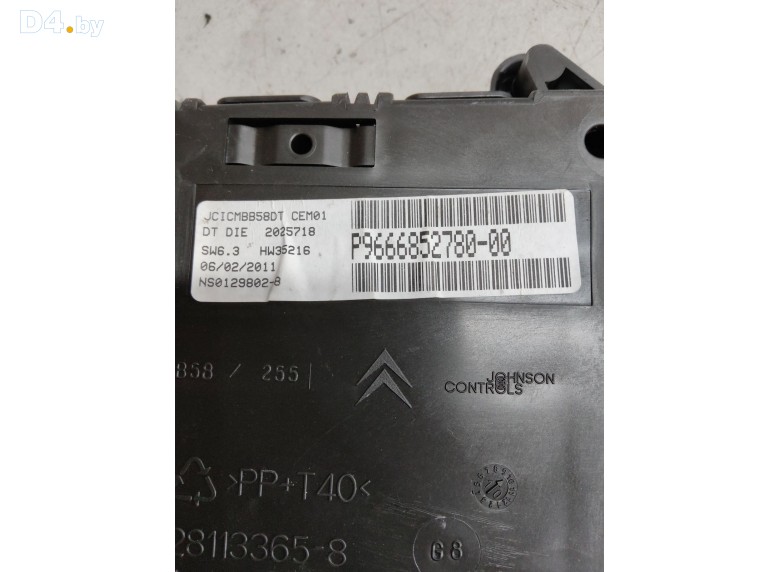 D4.by
JCICMBB58DT CEM01
DT DIE 2025718
SW6.3 HW35216
06/02/2011
NS0129802-8
P9666852780-00
858 / 255
JOHNSON
CONTROLS
>PP+T40<
28113365-8
G8